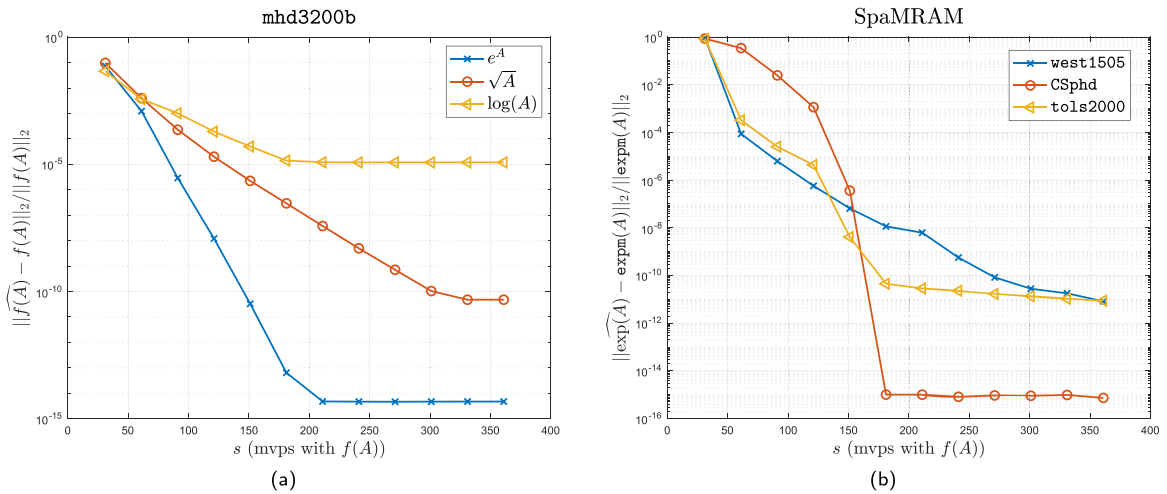 mhd3200b
10^0
10^{-5}
10^{-10}
10^{-15}
||\widehat{f(A)} − f(A)||_2/||f(A)||_2
e^A
√A
log(A)
0 50 100 150 200 250 300 350 400
s (mvps with f(A))
(a)
SpaMRAM
10^0
10^{-2}
10^{-4}
10^{-6}
10^{-8}
10^{-10}
10^{-12}
10^{-14}
10^{-16}
||\widehat{exp}(A) − expm(A)||_2/||expm(A)||_2
west1505
CSphd
tols2000
0 50 100 150 200 250 300 350 400
s (mvps with f(A))
(b)